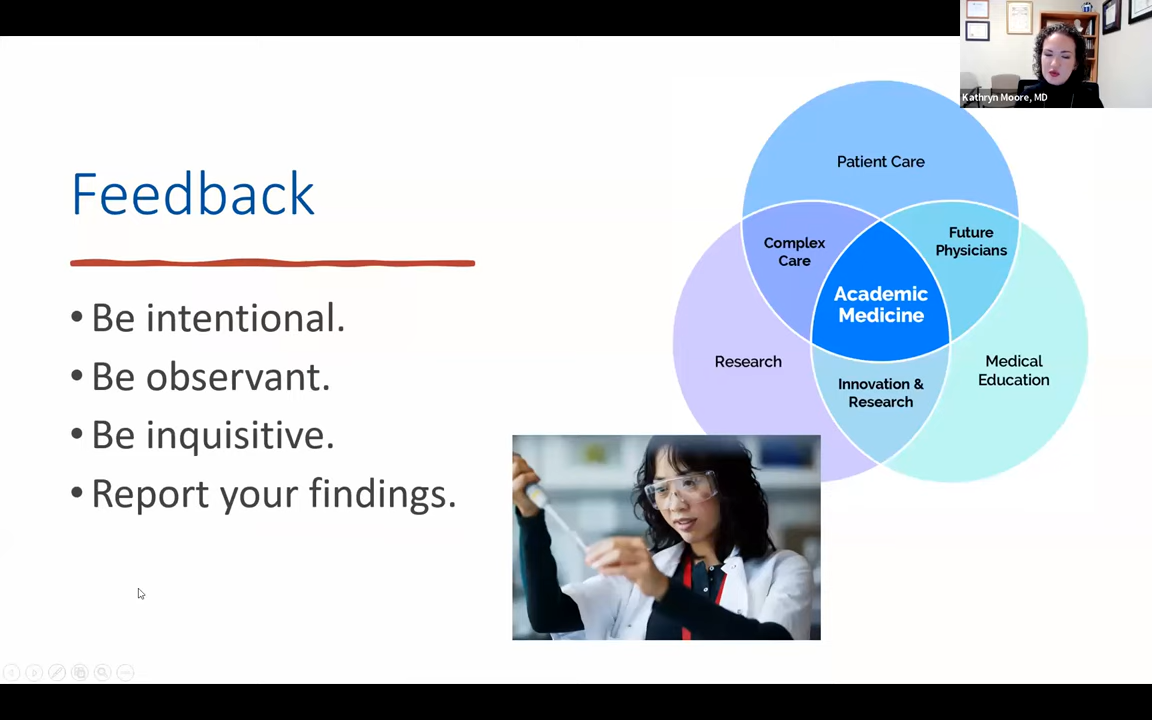 Kathryn Moore, MD
Feedback
• Be intentional.
• Be observant.
• Be inquisitive.
• Report your findings.
Patient Care
Complex
Care
Future
Physicians
Academic
Medicine
Research
Medical
Education
Innovation &
Research